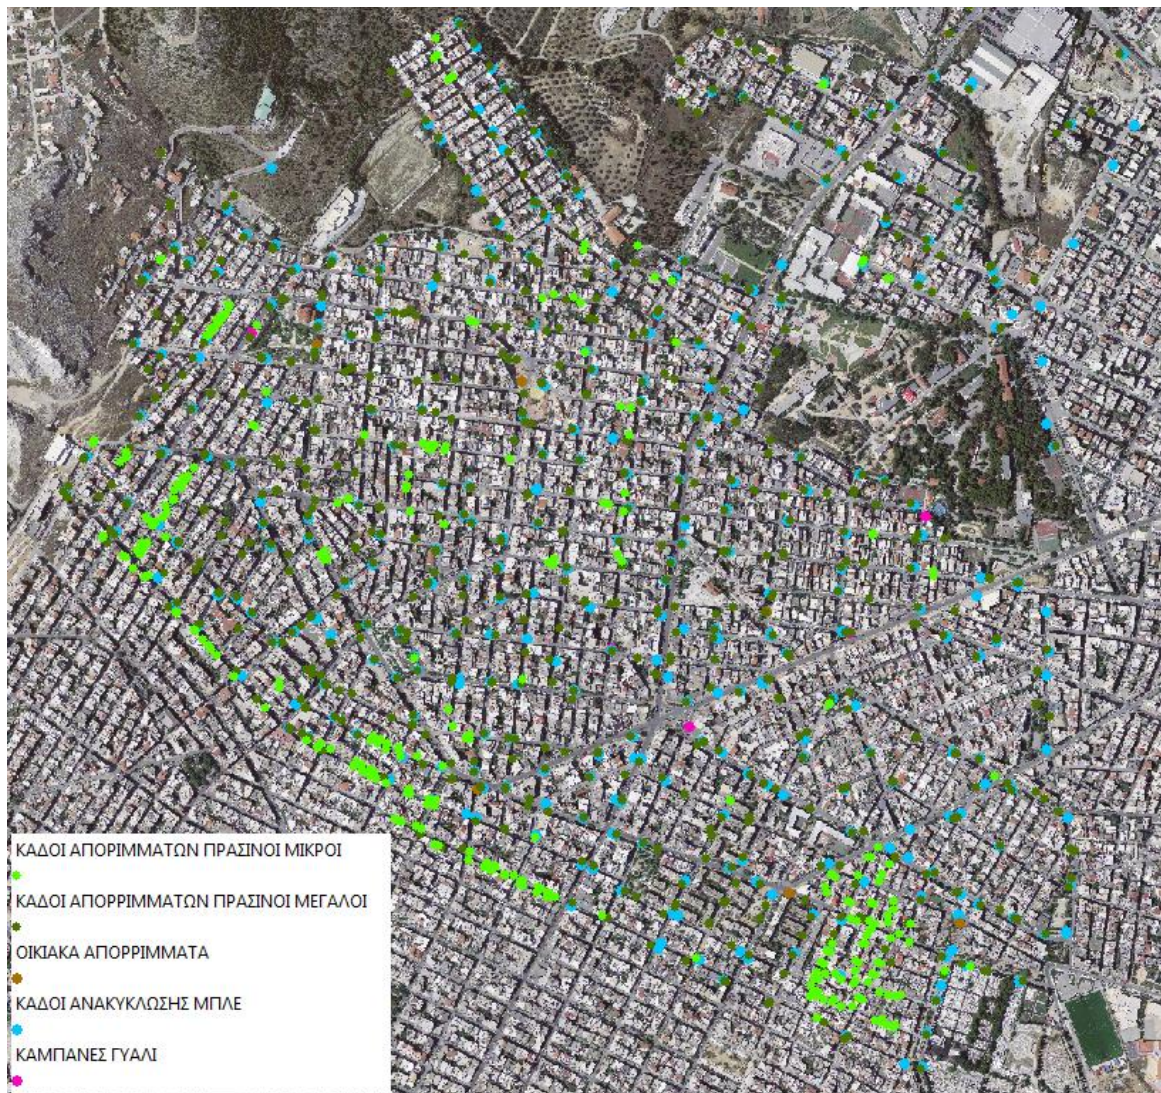 ΚΑΔΟΙ ΑΠΟΡΙΜΜΑΤΩΝ ΠΡΑΣΙΝΟΙ ΜΙΚΡΟΙ
ΚΑΔΟΙ ΑΠΟΡΡΙΜΜΑΤΩΝ ΠΡΑΣΙΝΟΙ ΜΕΓΑΛΟΙ
ΟΙΚΙΑΚΑ ΑΠΟΡΡΙΜΜΑΤΑ
ΚΑΔΟΙ ΑΝΑΚΥΚΛΩΣΗΣ ΜΠΛΕ
ΚΑΜΠΑΝΕΣ ΓΥΑΛΙ